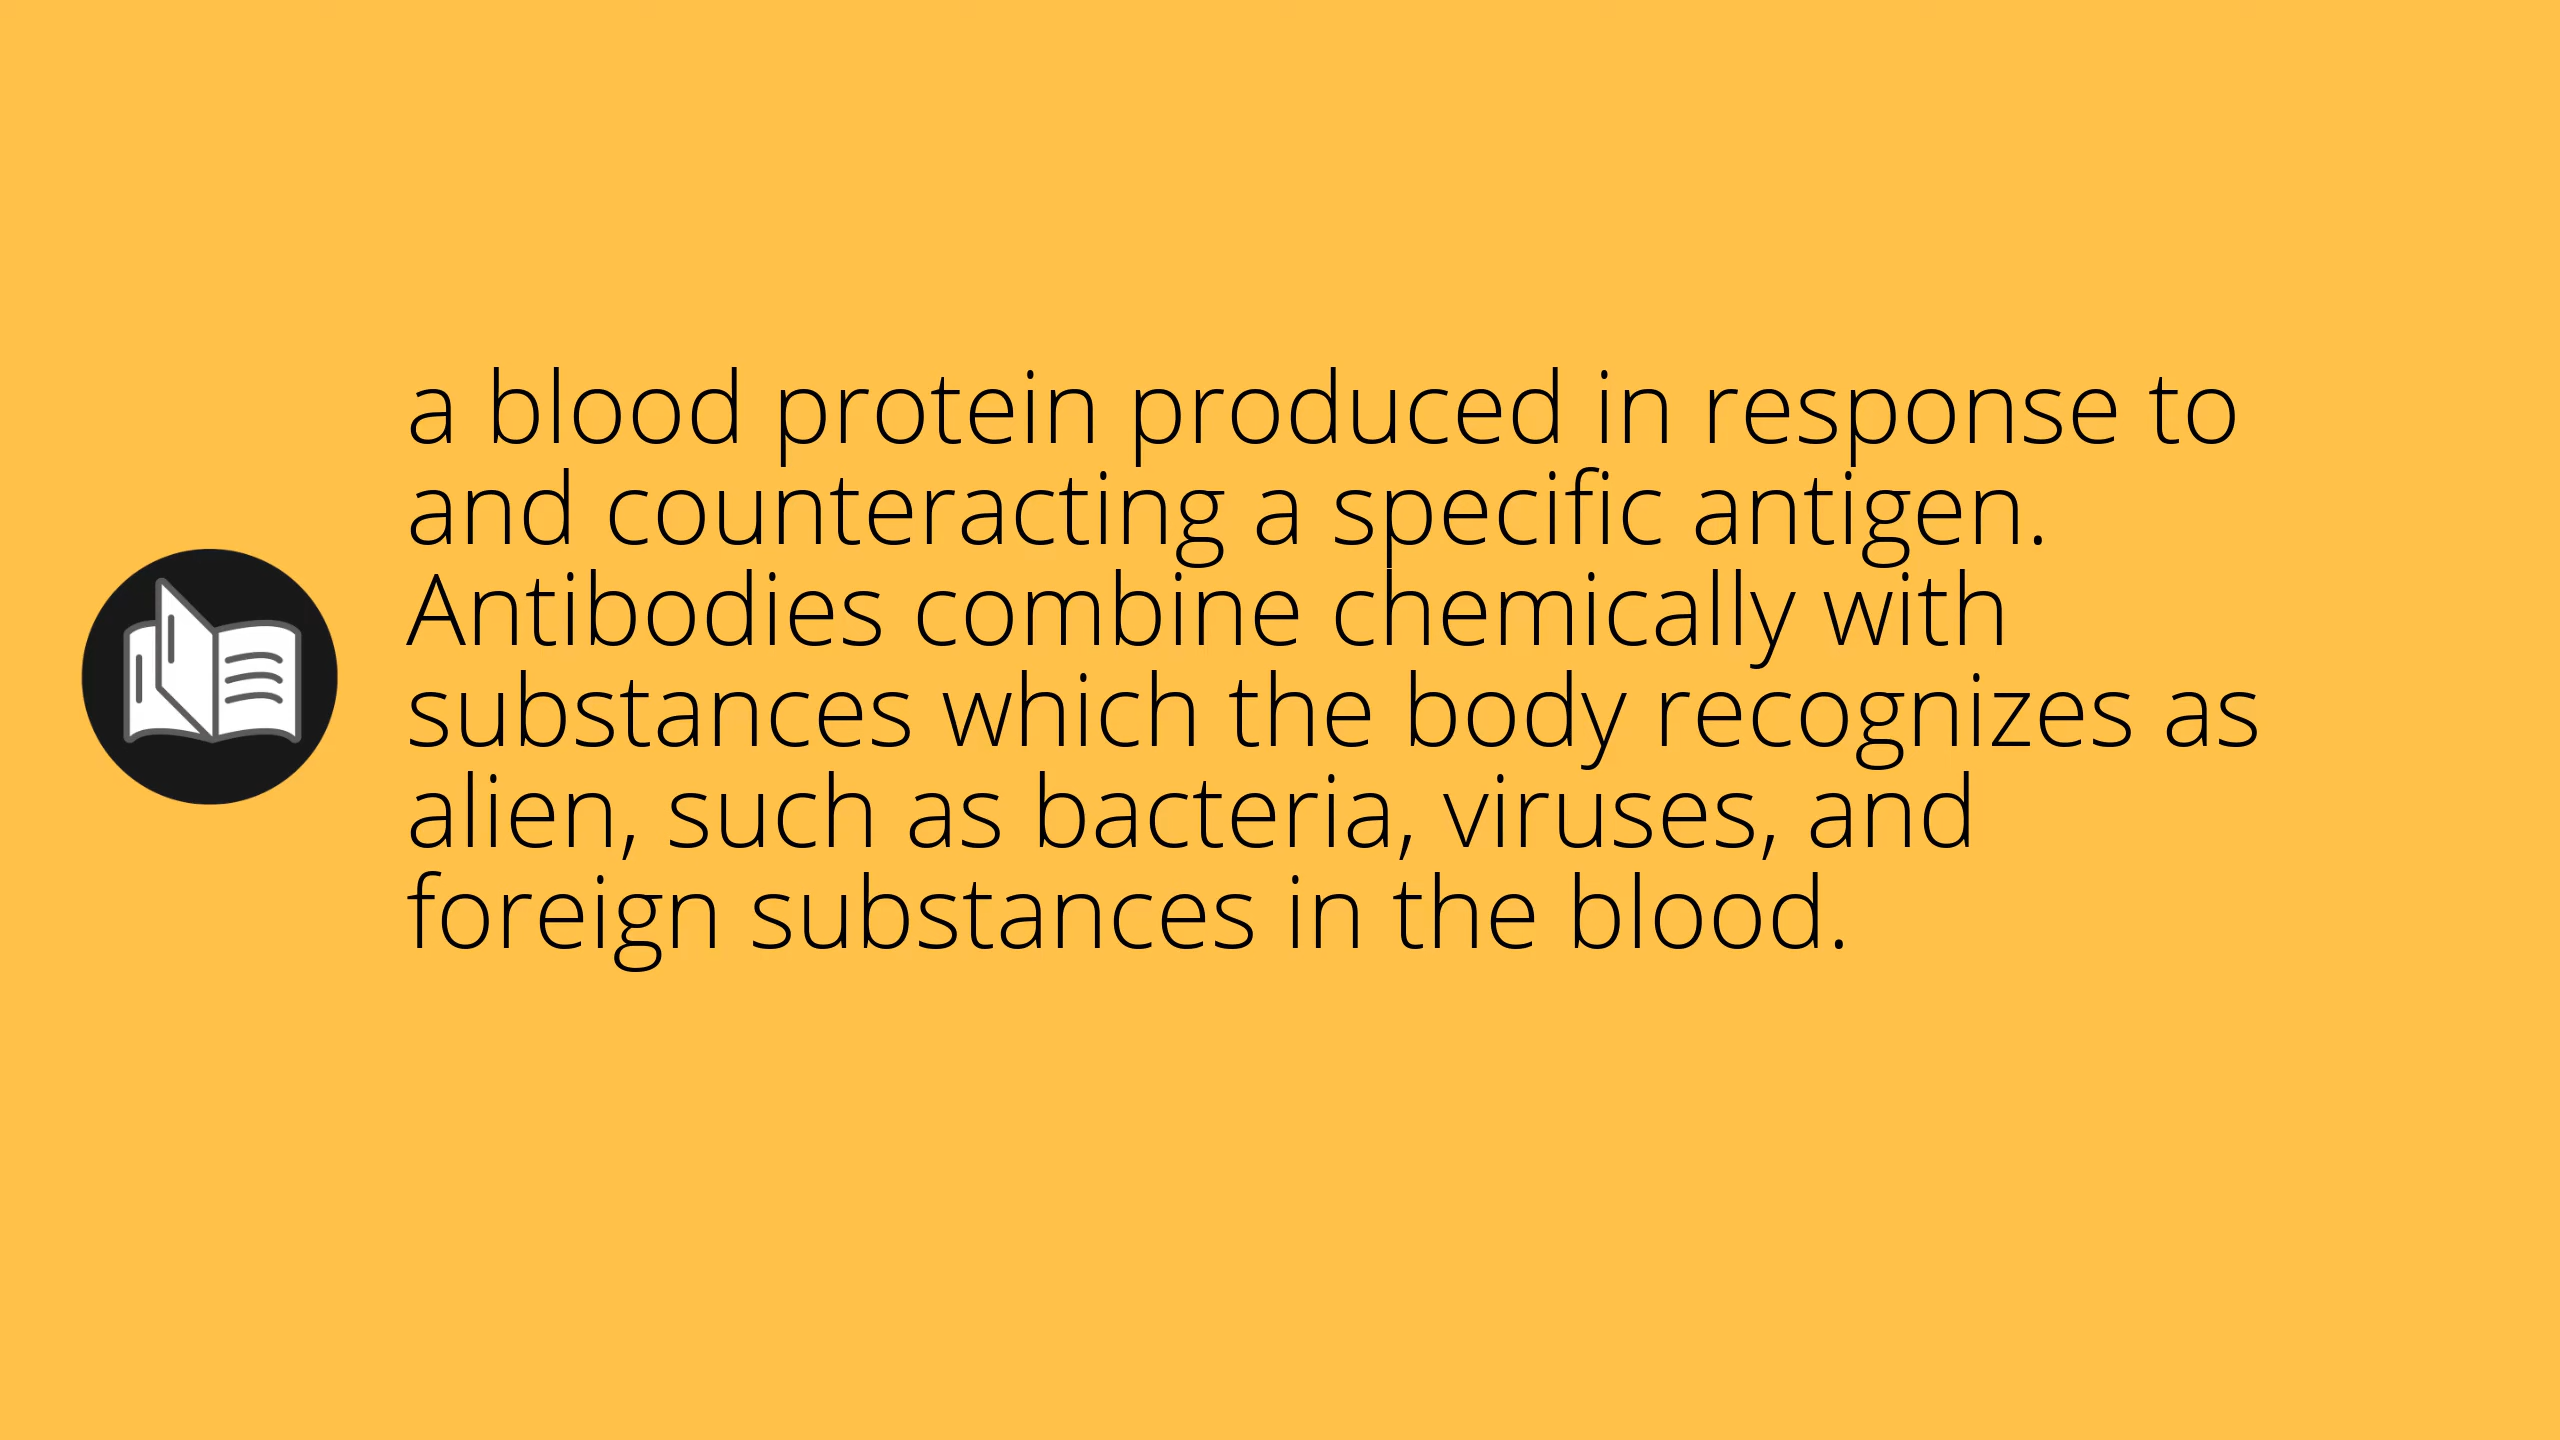 a blood protein produced in response to
and counteracting a specific antigen.
Antibodies combine chemically with
substances which the body recognizes as
alien, such as bacteria, viruses, and
foreign substances in the blood.